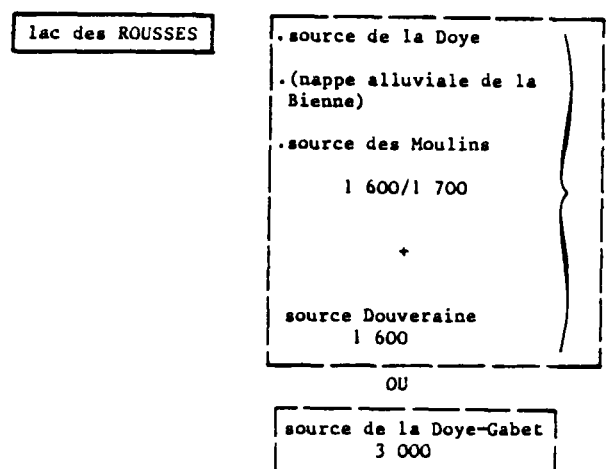 lac des ROUSSES
.source de la Doye
.(nappe alluviale de la
Bienne)
.source des Moulins
1 600/1 700
+
source Douveraine
1 600
OU
source de la Doye-Gabet
3 000